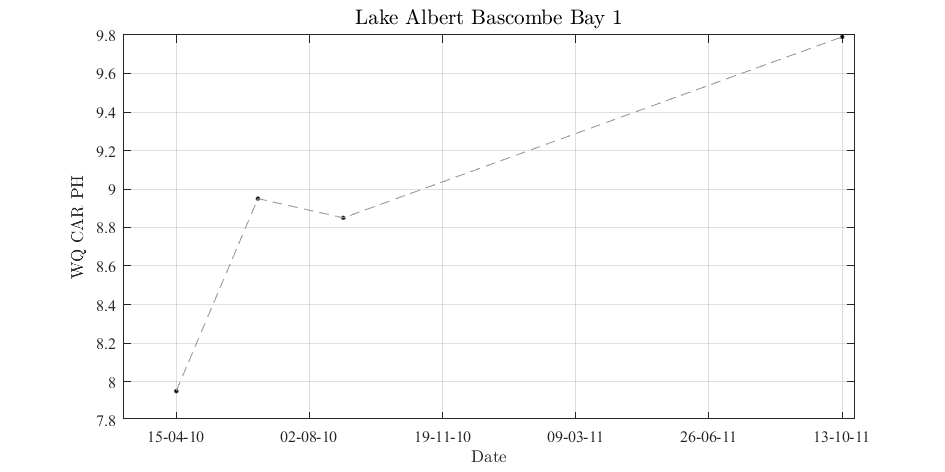 Lake Albert Bascombe Bay 1
9.8
9.6
9.4
9.2
9
8.8
8.6
8.4
8.2
8
7.8
WQ CAR PH
15-04-10 02-08-10 19-11-10 09-03-11 26-06-11 13-10-11
Date